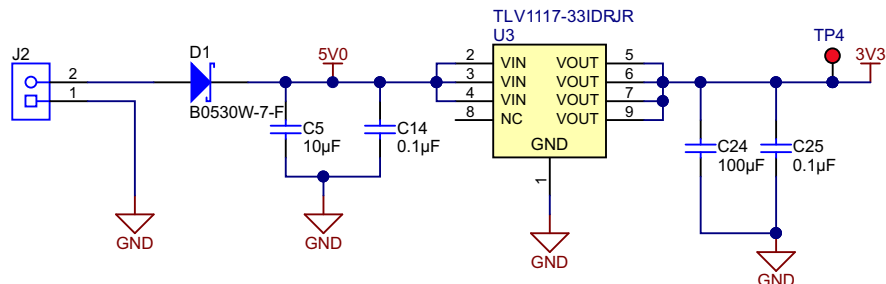 TLV1117-33IDRJR
J2
D1
5V0
U3
TP4
3V3
2
1
B0530W-7-F
2
VIN
VOUT
5
3
VIN
VOUT
6
4
VIN
VOUT
7
8
NC
VOUT
9
GND
1
C5
10µF
C14
0.1µF
C24
100µF
C25
0.1µF
GND
GND
GND
GND